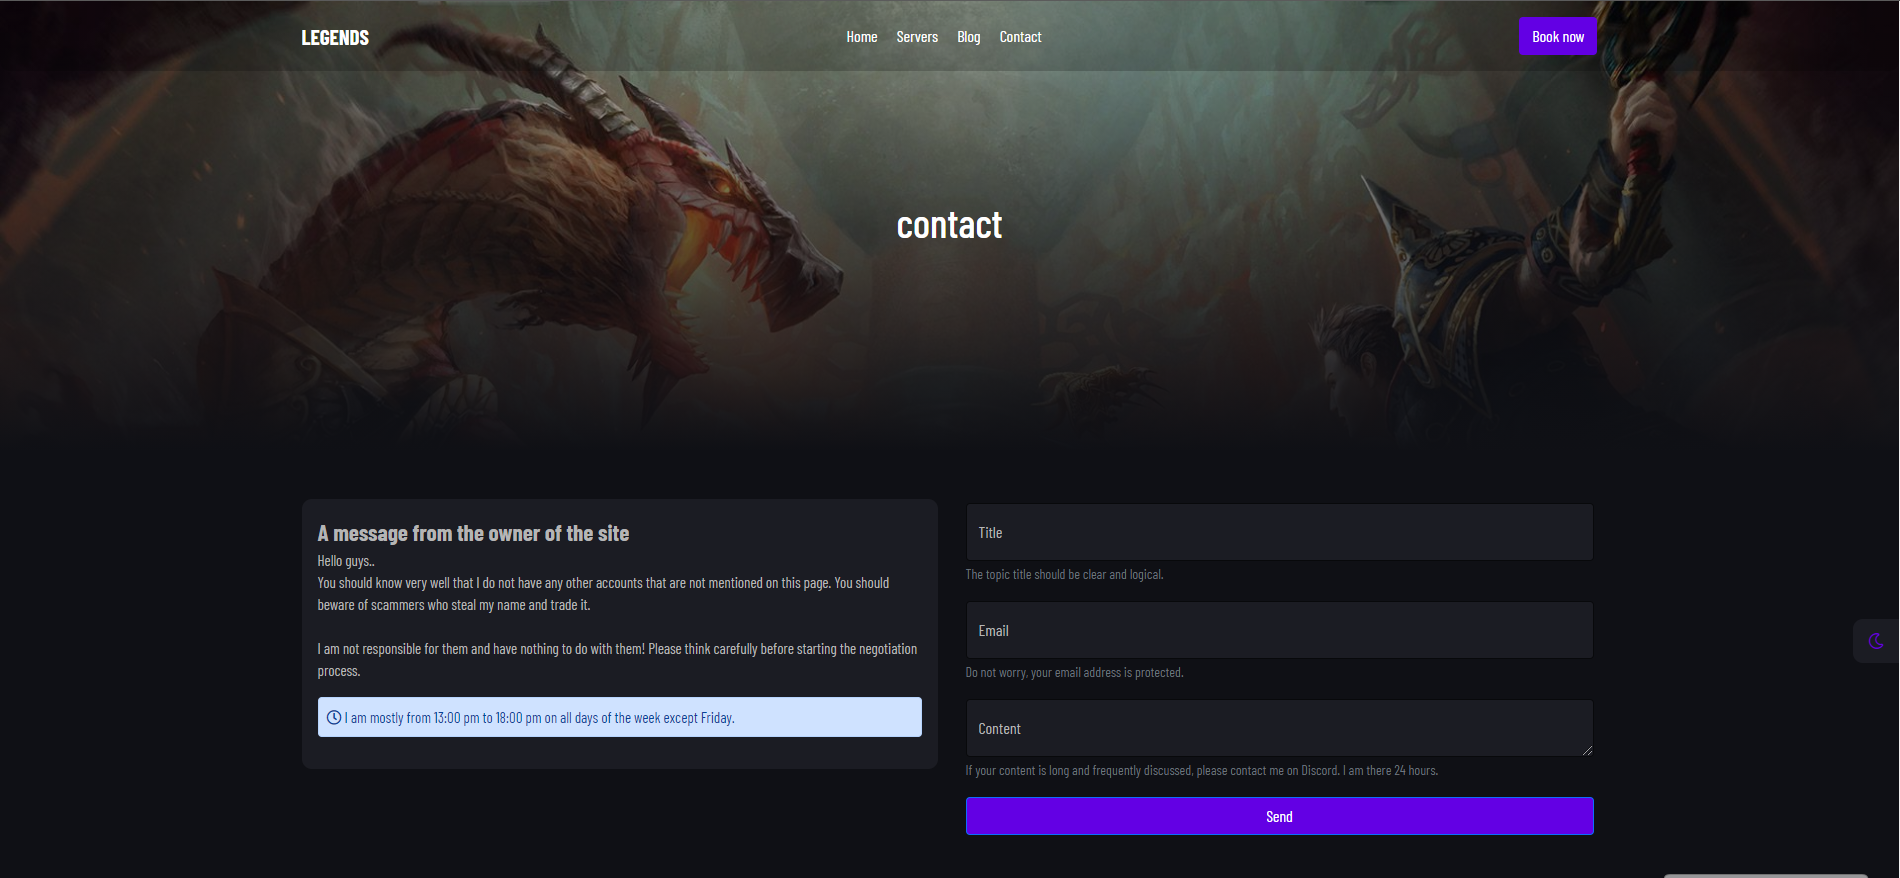 LEGENDS
Home Servers Blog Contact
Book now
contact
A message from the owner of the site
Hello guys..
You should know very well that I do not have any other accounts that are not mentioned on this page. You should
beware of scammers who steal my name and trade it.
I am not responsible for them and have nothing to do with them! Please think carefully before starting the negotiation
process.
I am mostly from 13:00 pm to 18:00 pm on all days of the week except Friday.
Title
The topic title should be clear and logical.
Email
Do not worry, your email address is protected.
Content
If your content is long and frequently discussed, please contact me on Discord. I am there 24 hours.
Send